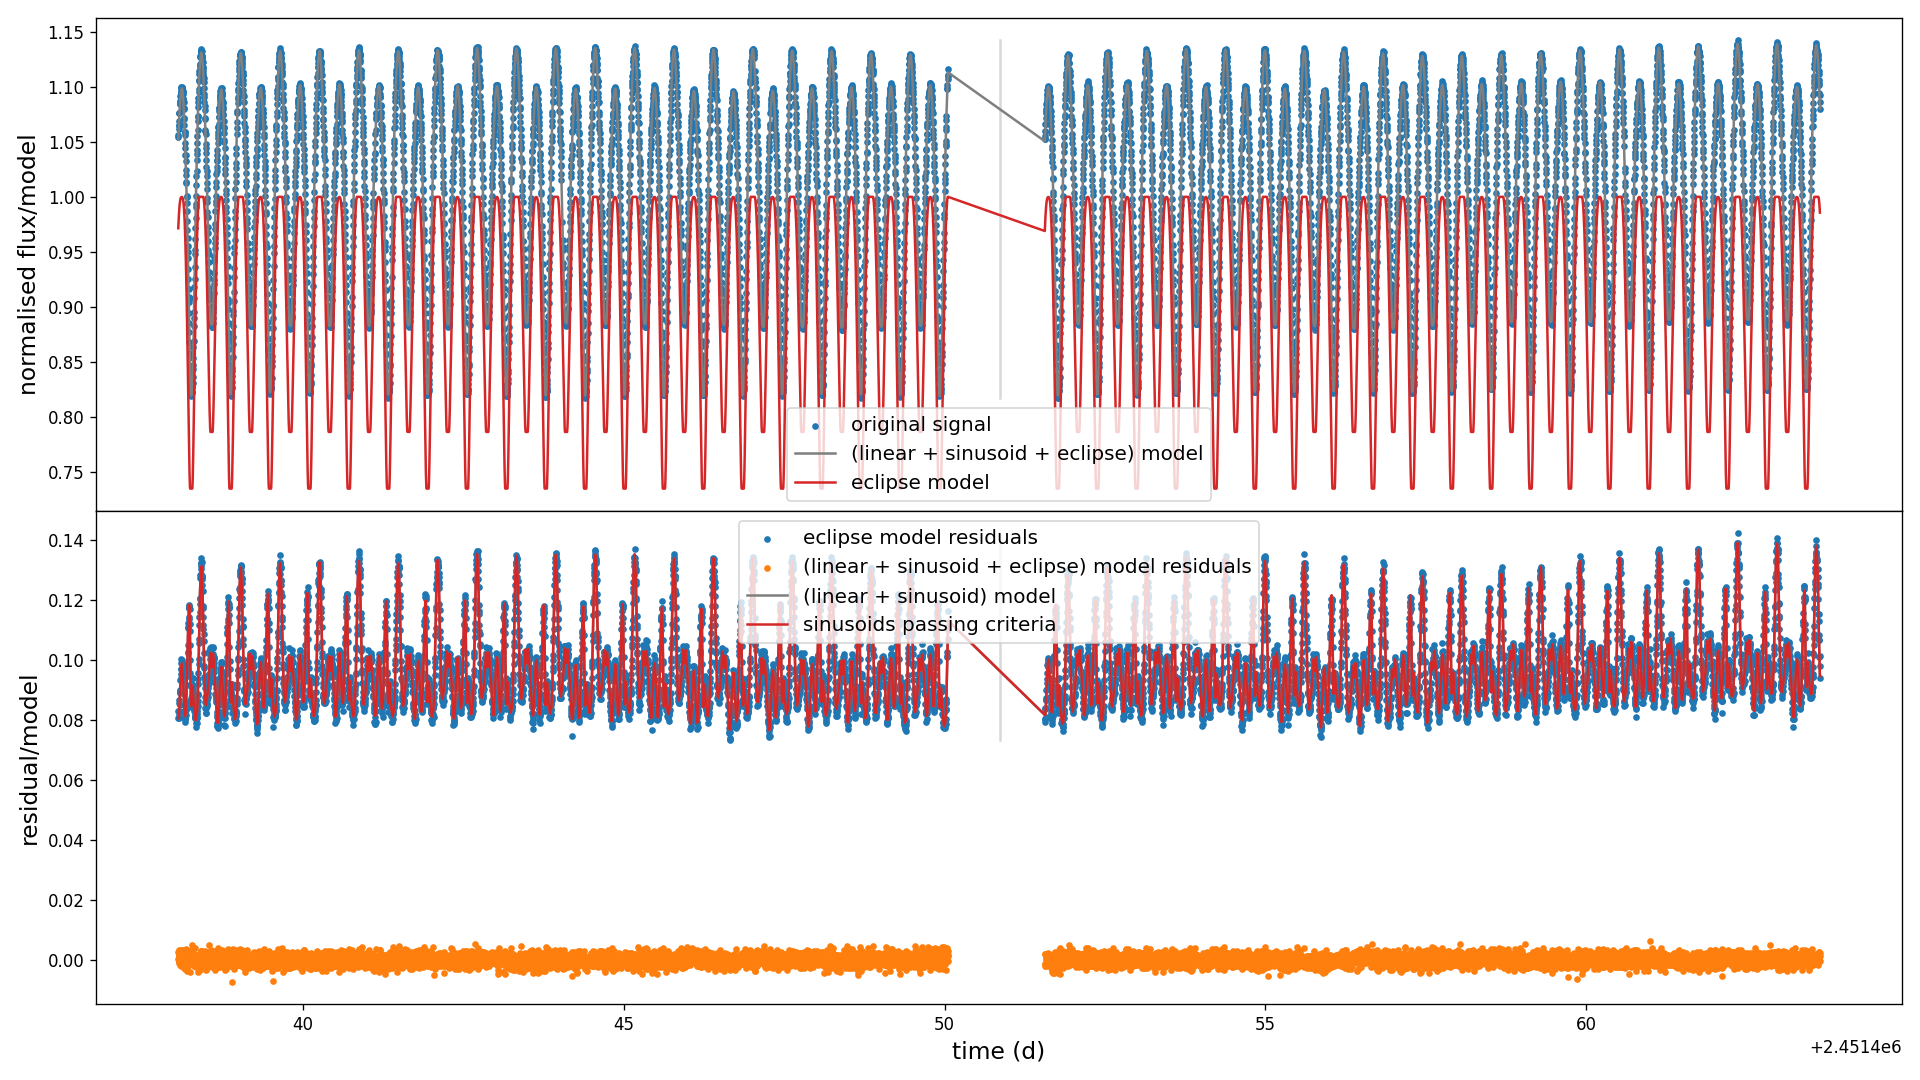 1.15
1.10
1.05
1.00
0.95
0.90
0.85
0.80
0.75
normalised flux/model
original signal
(linear + sinusoid + eclipse) model
eclipse model
0.14
0.12
0.10
0.08
0.06
0.04
0.02
0.00
residual/model
eclipse model residuals
(linear + sinusoid + eclipse) model residuals
(linear + sinusoid) model
sinusoids passing criteria
40
45
50
55
60
time (d)
+2.4514e6